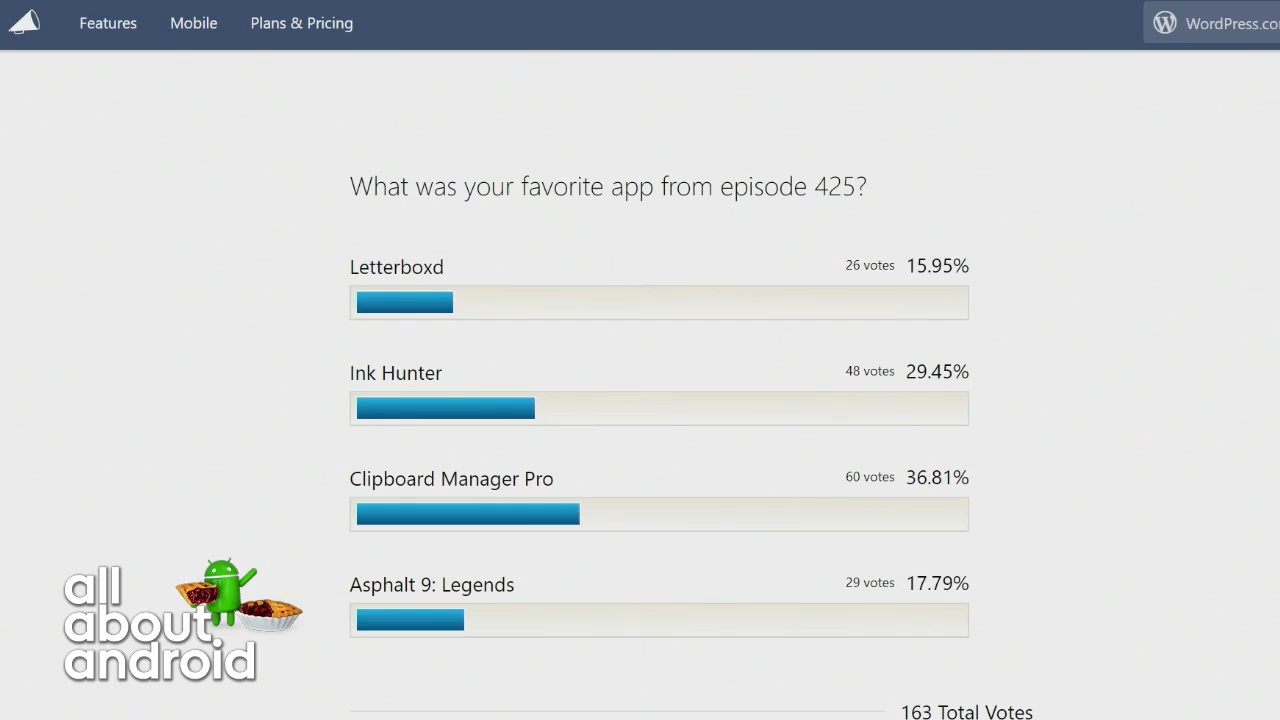 Features Mobile Plans & Pricing WordPress.co
What was your favorite app from episode 425?
Letterboxd 26 votes 15.95%
Ink Hunter 48 votes 29.45%
Clipboard Manager Pro 60 votes 36.81%
Asphalt 9: Legends 29 votes 17.79%
all
about
android
163 Total Votes